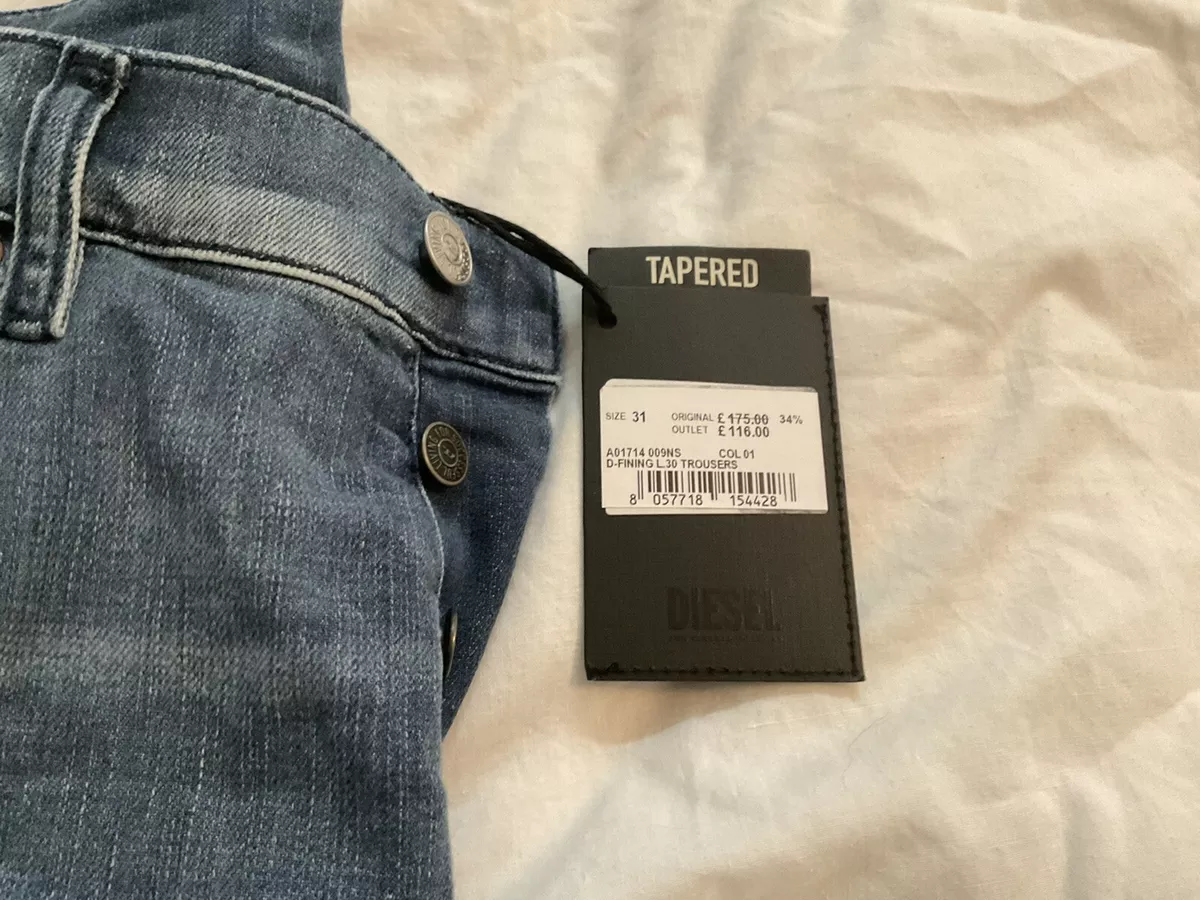 TAPERED
SIZE 31 ORIGINAL £ 175.00 34%
OUTLET £ 116.00
A01714 009NS COL 01
D-FINING L.30 TROUSERS
8 057718 154428
DIESEL